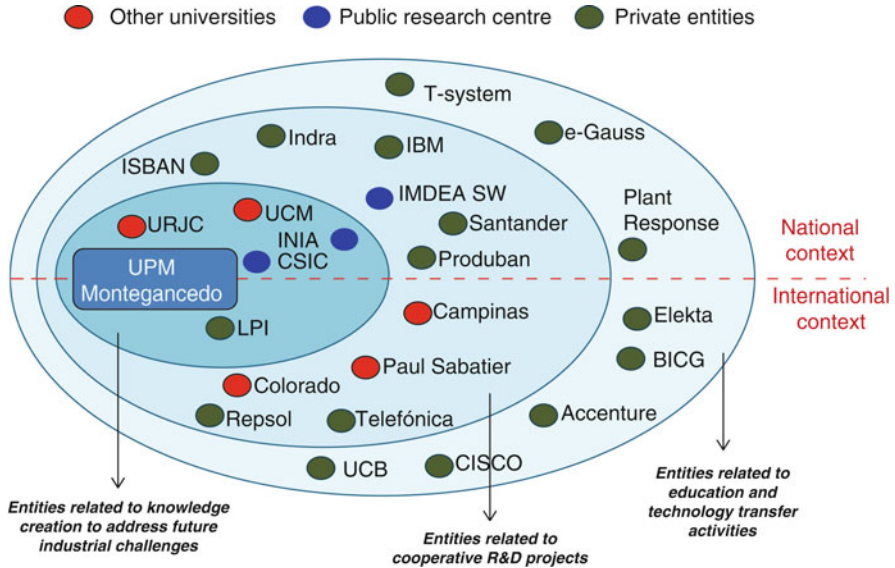 Other universities
Public research centre
Private entities
T-system
e-Gauss
Indra
IBM
ISBAN
IMDEA SW
Plant
Response
UCM
URJC
Santander
National
context
INIA
CSIC
Produban
UPM
Montegancedo
International
context
Campinas
Elekta
LPI
BICG
Paul Sabatier
Colorado
Repsol
Telefónica
Accenture
UCB
CISCO
Entities related to knowledge
creation to address future
industrial challenges
Entities related to
cooperative R&D projects
Entities related to
education and
technology transfer
activities